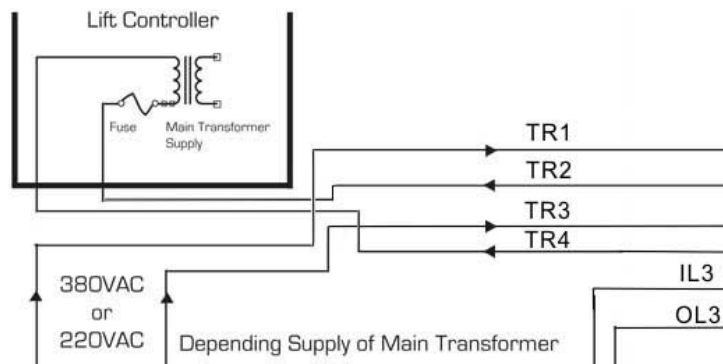 Lift Controller
Fuse
Main Transformer
Supply
TR1
TR2
TR3
TR4
380VAC
or
220VAC
IL3
OL3
Depending Supply of Main Transformer